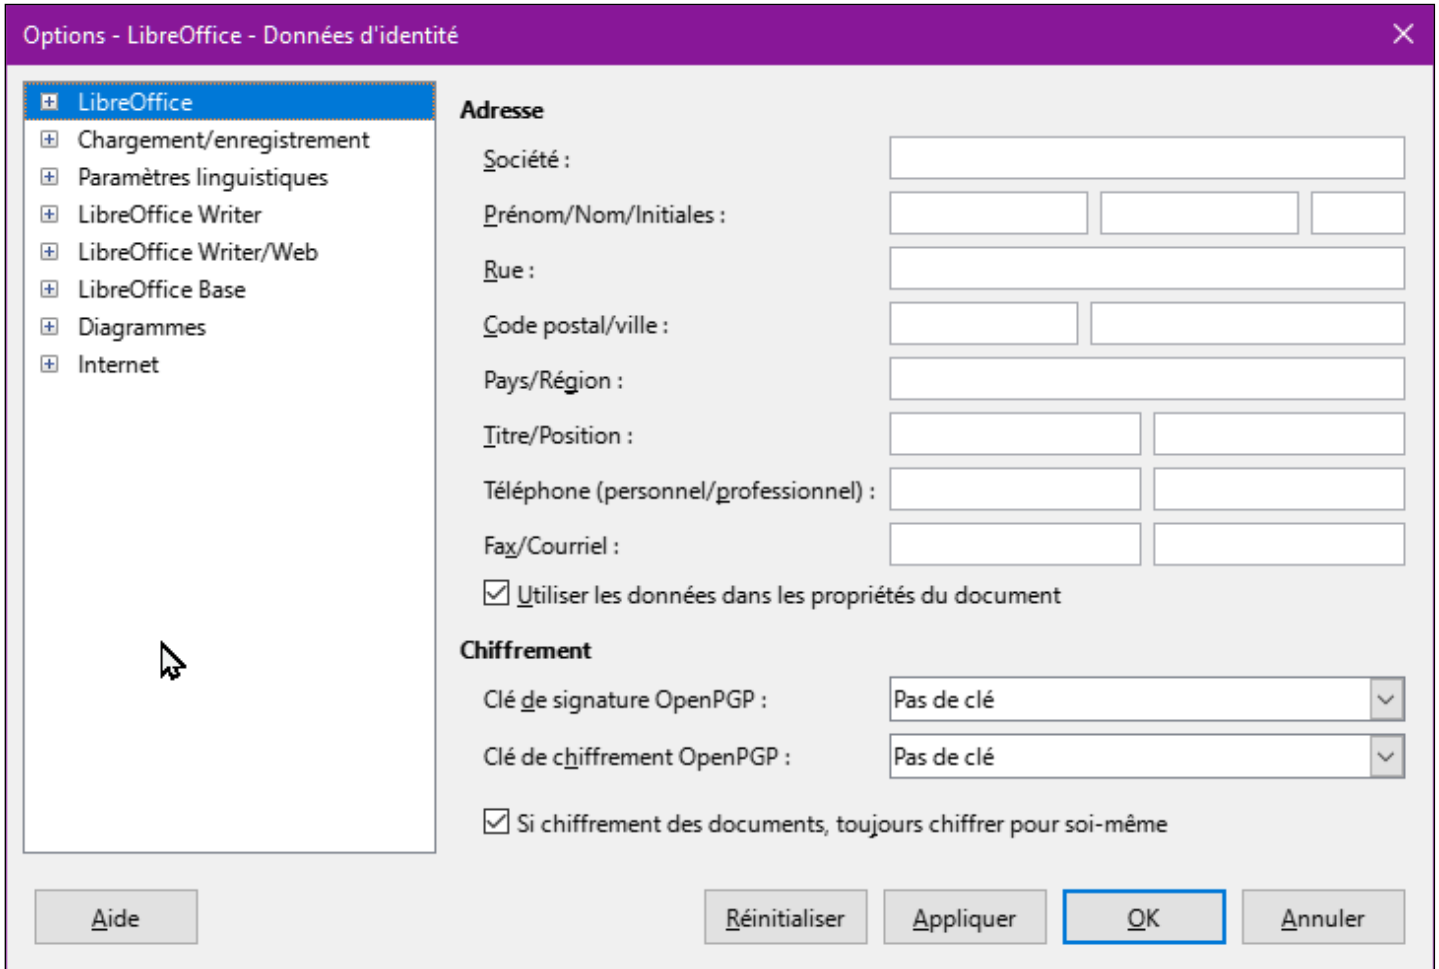 Options - LibreOffice - Données d'identité
LibreOffice
Chargement/enregistrement
Paramètres linguistiques
LibreOffice Writer
LibreOffice Writer/Web
LibreOffice Base
Diagrammes
Internet
Adresse
Société :
Prénom/Nom/Initiales :
Rue :
Code postal/ville :
Pays/Région :
Titre/Position :
Téléphone (personnel/professionnel) :
Fax/Courriel :
Utiliser les données dans les propriétés du document
Chiffrement
Clé de signature OpenPGP : Pas de clé
Clé de chiffrement OpenPGP : Pas de clé
Si chiffrement des documents, toujours chiffrer pour soi-même
Aide Réinitialiser Appliquer OK Annuler